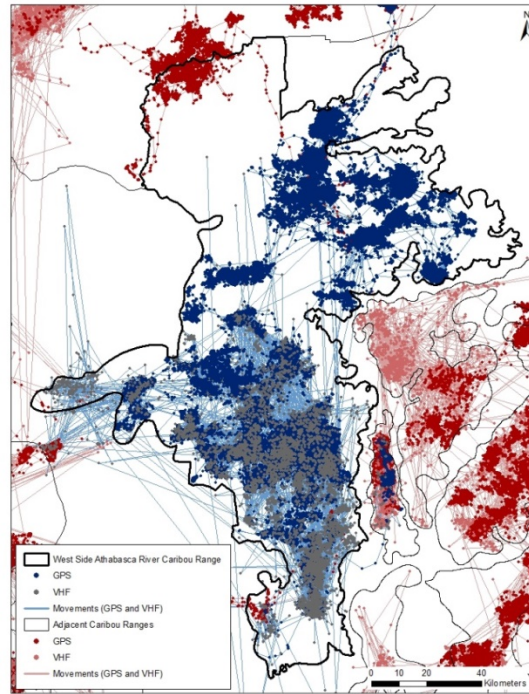 N
West Side Athabasca River Caribou Range
GPS
VHF
Movements (GPS and VHF)
Adjacent Caribou Ranges
GPS
VHF
Movements (GPS and VHF)
0 10 20 40
Kilometers